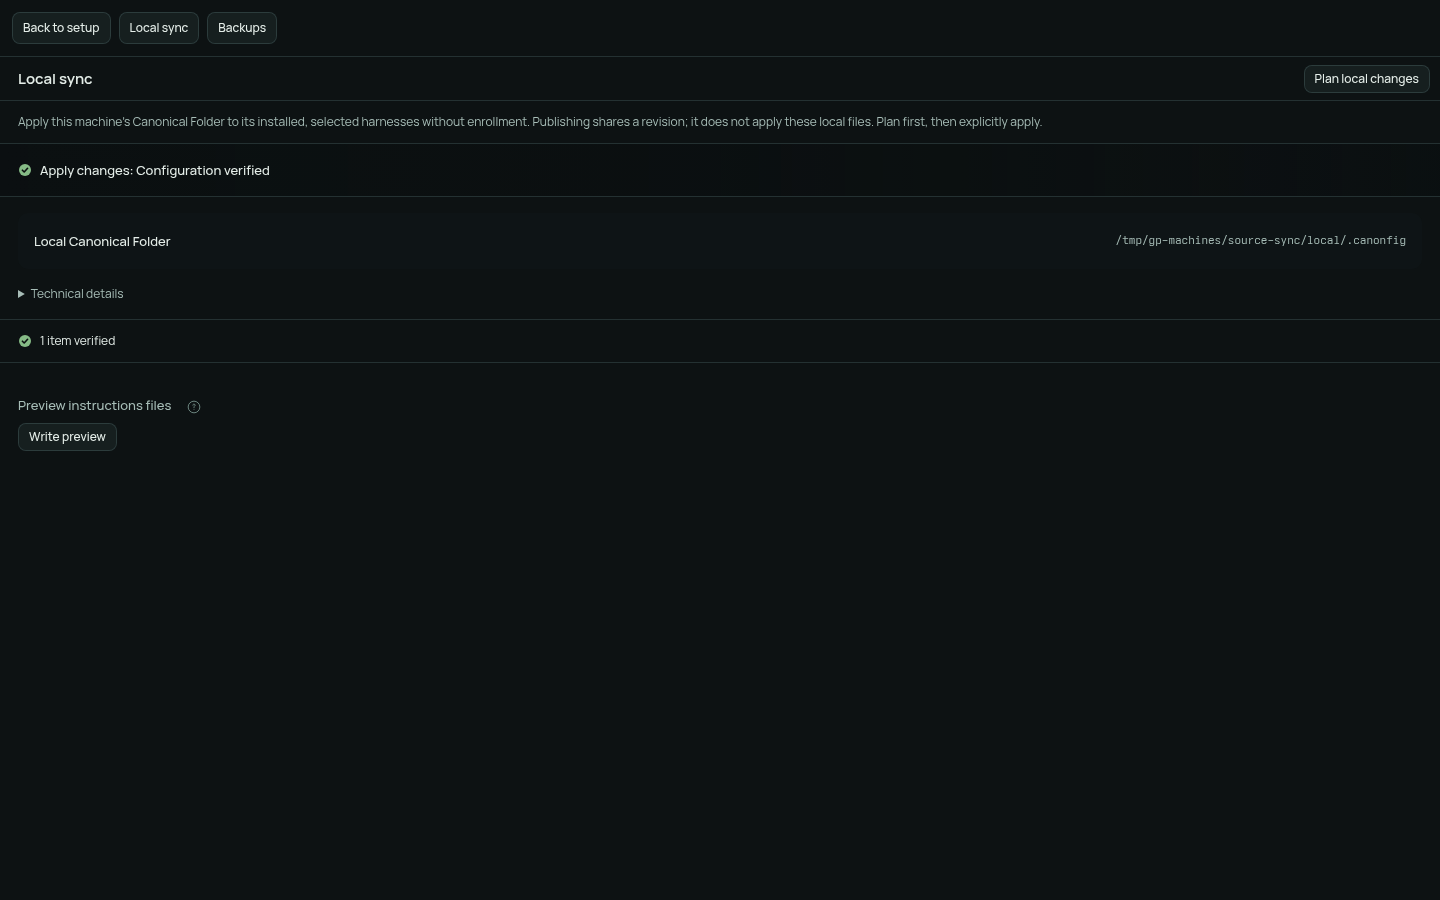 Back to setup
Local sync
Backups
Local sync
Plan local changes
Apply this machine's Canonical Folder to its installed, selected harnesses without enrollment. Publishing shares a revision; it does not apply these local files. Plan first, then explicitly apply.
Apply changes: Configuration verified
Local Canonical Folder
/tmp/gp-machines/source-sync/local/.canonfig
Technical details
1 item verified
Preview instructions files
?
Write preview